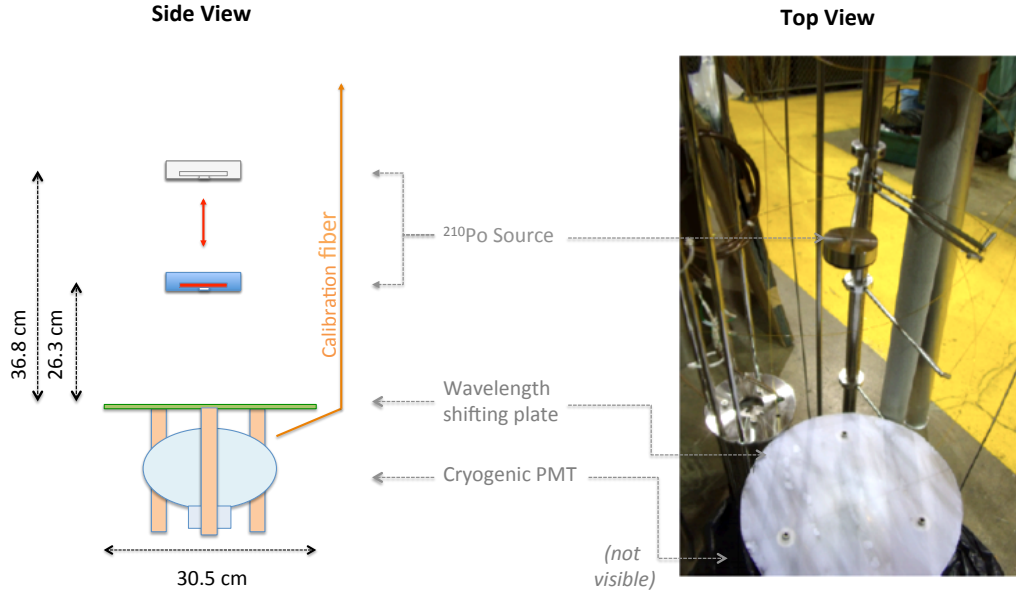 Side View
Top View
36.8 cm
26.3 cm
Calibration fiber
²¹⁰Po Source
Wavelength
shifting plate
Cryogenic PMT
(not
visible)
30.5 cm